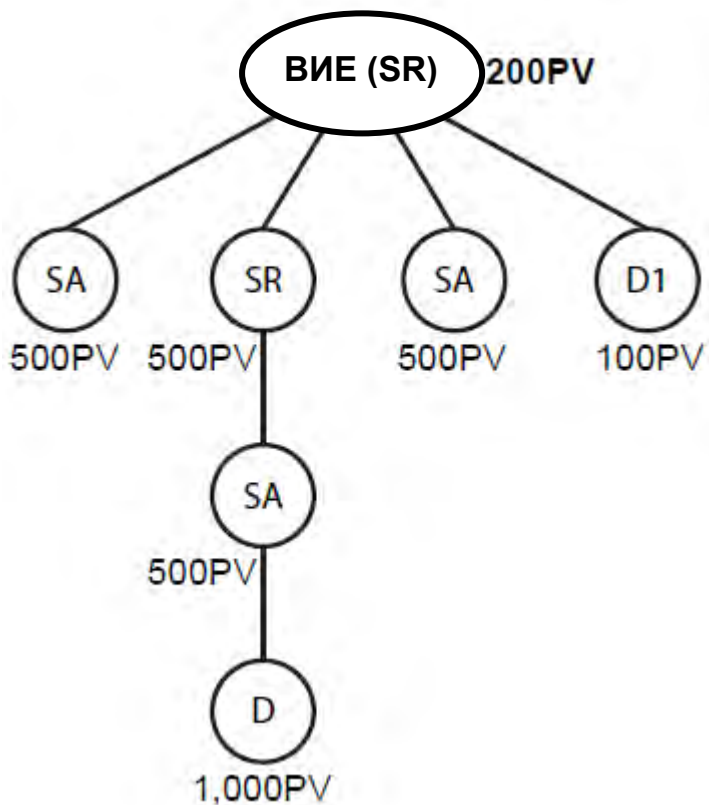 ВИЕ (SR) 200PV
SA SR SA D1
500PV 500PV 500PV 100PV
SA
500PV
D
1,000PV